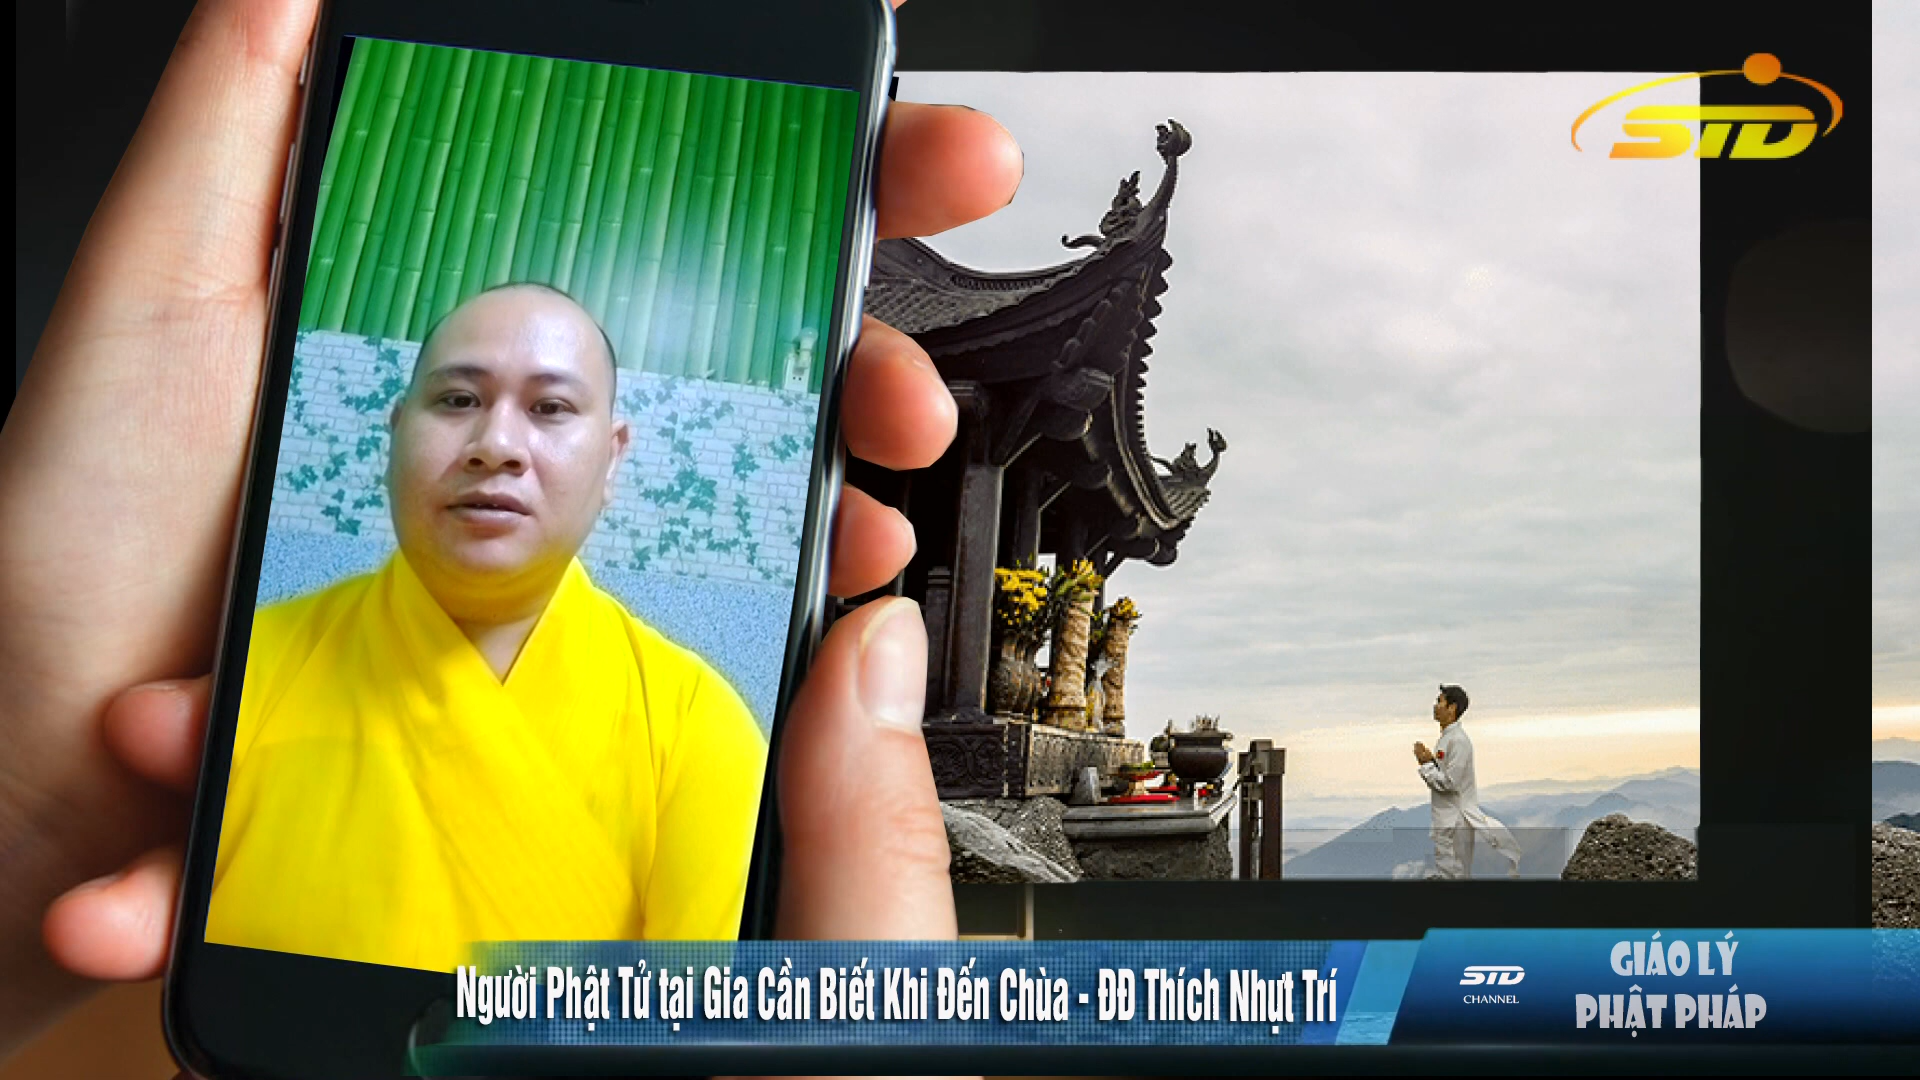 STD
Người Phật Tử tại Gia Cần Biết Khi Đến Chùa - ĐĐ Thích Nhựt Trí
STD
CHANNEL
GIÁO LÝ
PHẬT PHÁP